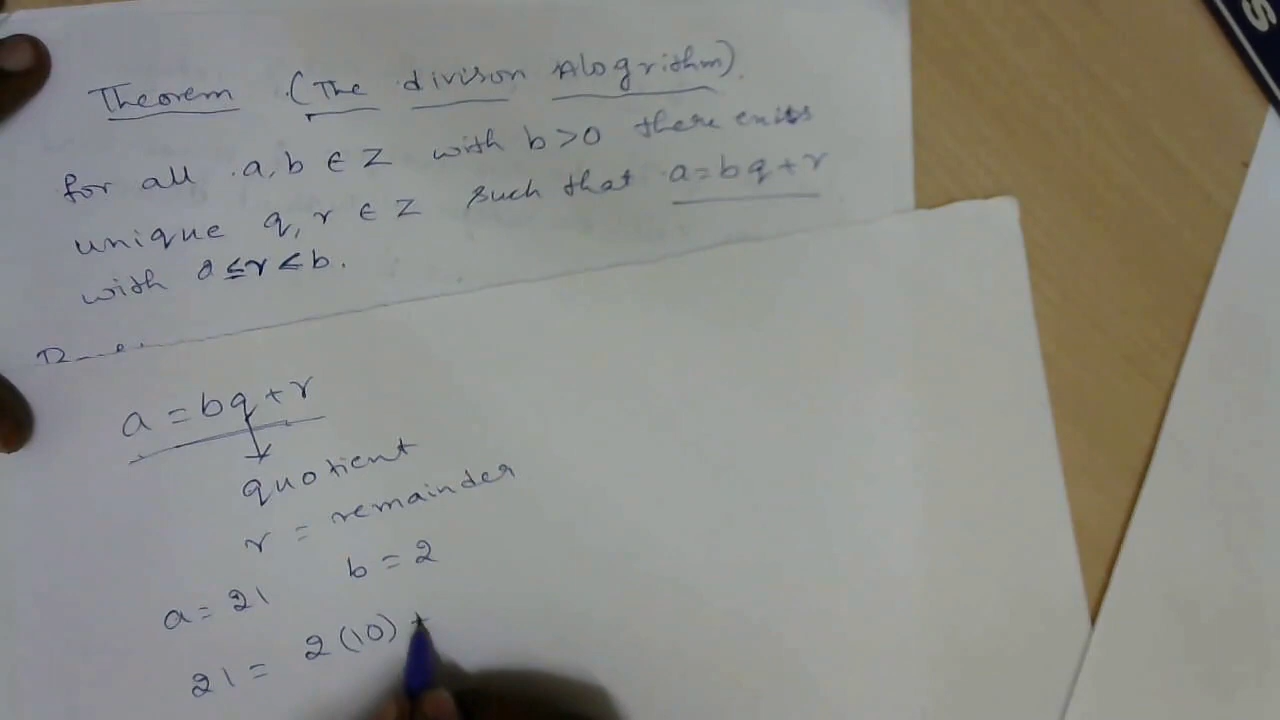 Theorem (The divison Alogrithm).
for all a, b ∈ Z with b>0 there exists
unique q, r ∈ Z such that a=bq+r
with 0≤r<b.
a = bq+r
quotient
r = remainder
a = 21 b = 2
21 = 2(10) +
S